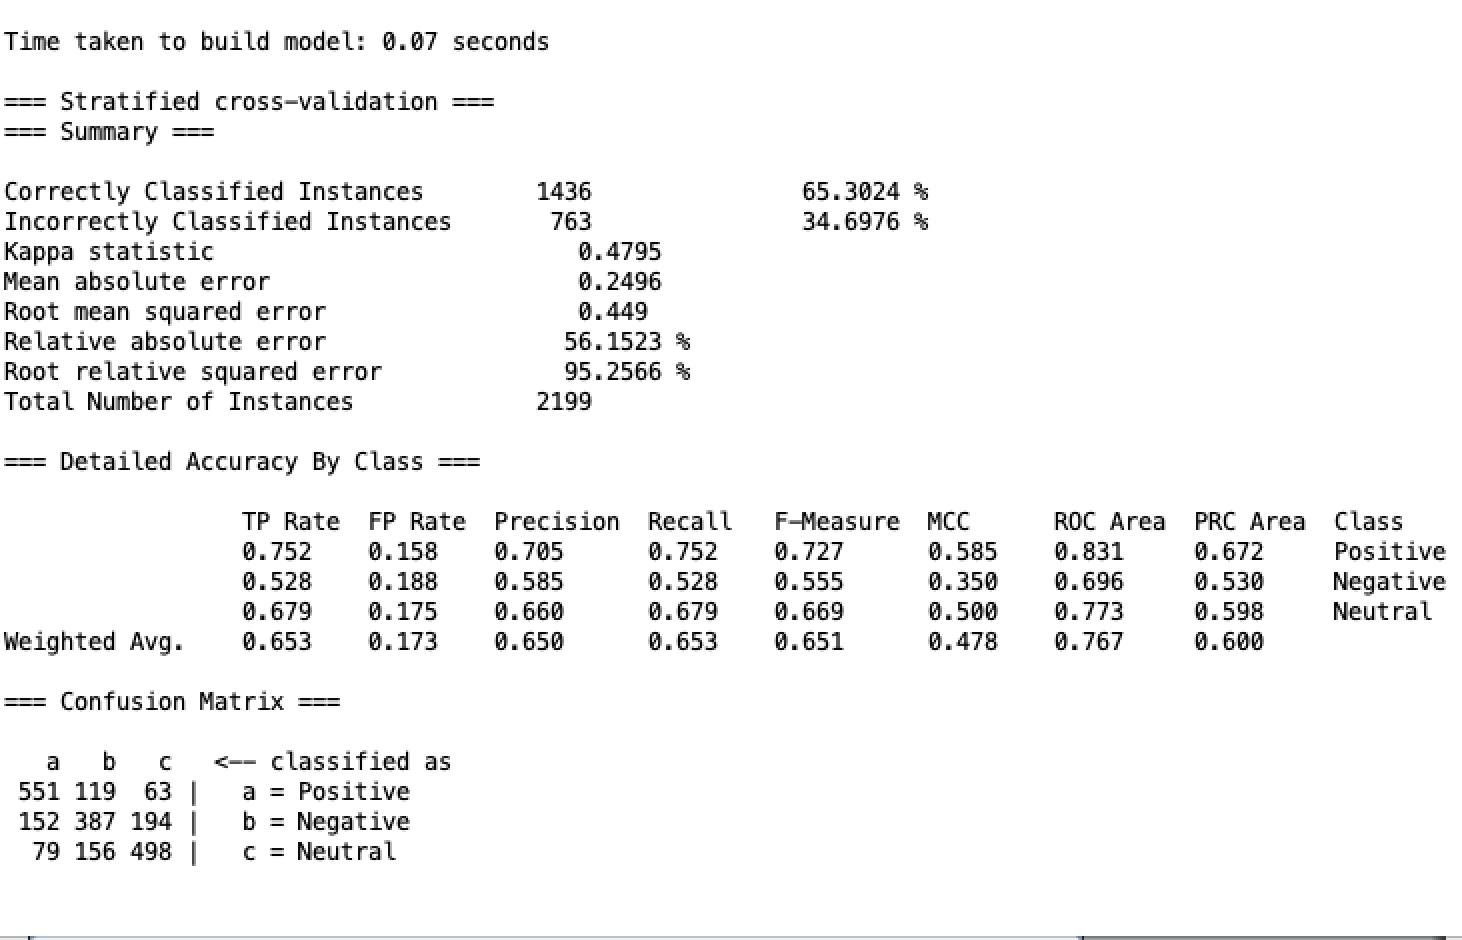 Time taken to build model: 0.07 seconds
=== Stratified cross-validation ===
=== Summary ===
Correctly Classified Instances 1436 65.3024 %
Incorrectly Classified Instances 763 34.6976 %
Kappa statistic 0.4795
Mean absolute error 0.2496
Root mean squared error 0.449
Relative absolute error 56.1523 %
Root relative squared error 95.2566 %
Total Number of Instances 2199
=== Detailed Accuracy By Class ===
TP Rate FP Rate Precision Recall F-Measure MCC ROC Area PRC Area Class
0.752 0.158 0.705 0.752 0.727 0.585 0.831 0.672 Positive
0.528 0.188 0.585 0.528 0.555 0.350 0.696 0.530 Negative
0.679 0.175 0.660 0.679 0.669 0.500 0.773 0.598 Neutral
Weighted Avg. 0.653 0.173 0.650 0.653 0.651 0.478 0.767 0.600
=== Confusion Matrix ===
a b c <-- classified as
551 119 63 | a = Positive
152 387 194 | b = Negative
79 156 498 | c = Neutral